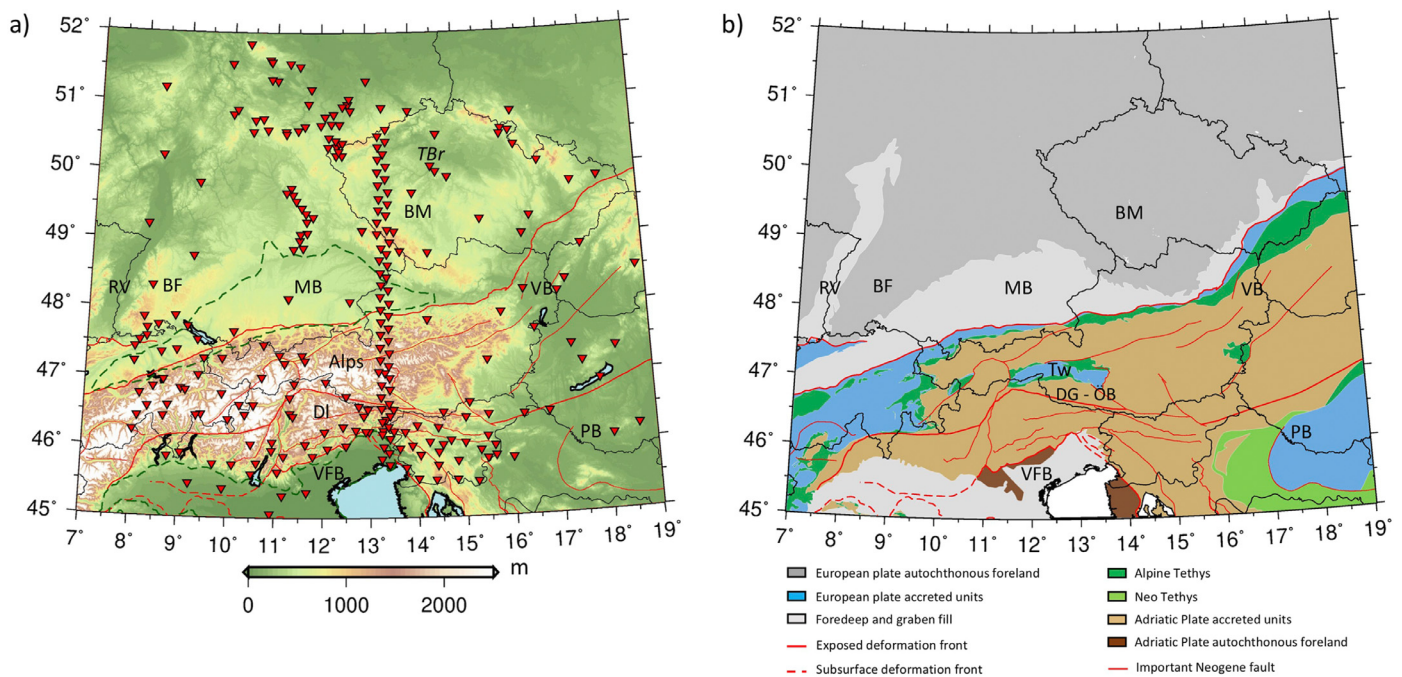 a)
52˚
51˚
50˚
49˚
48˚
47˚
46˚
45˚
TBr
BM
RV
BF
MB
VB
Alps
DI
PB
VFB
7˚ 8˚ 9˚ 10˚ 11˚ 12˚ 13˚ 14˚ 15˚ 16˚ 17˚ 18˚ 19˚
m
0 1000 2000
b)
52˚
51˚
50˚
49˚
48˚
47˚
46˚
45˚
BM
RV
BF
MB
VB
Tw
DG - OB
PB
VFB
7˚ 8˚ 9˚ 10˚ 11˚ 12˚ 13˚ 14˚ 15˚ 16˚ 17˚ 18˚ 19˚
European plate autochthonous foreland
European plate accreted units
Foredeep and graben fill
Exposed deformation front
Subsurface deformation front
Alpine Tethys
Neo Tethys
Adriatic Plate accreted units
Adriatic Plate autochthonous foreland
Important Neogene fault